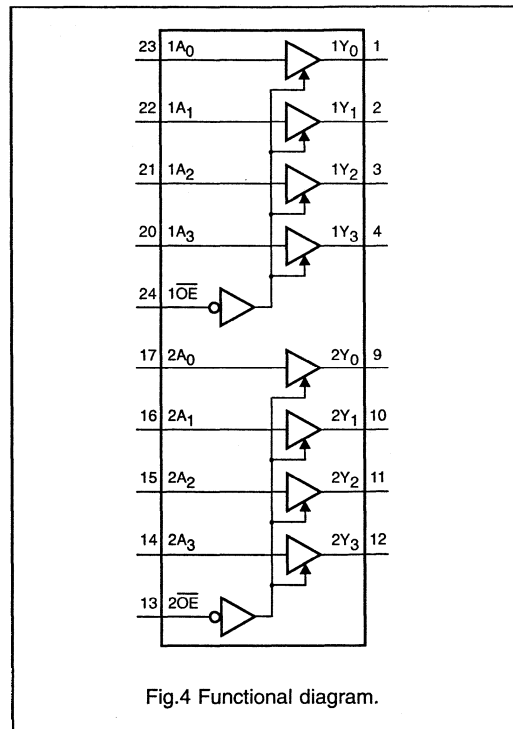 23 1A₀ 1Y₀ 1
22 1A₁ 1Y₁ 2
21 1A₂ 1Y₂ 3
20 1A₃ 1Y₃ 4
24 1O̅E̅
17 2A₀ 2Y₀ 9
16 2A₁ 2Y₁ 10
15 2A₂ 2Y₂ 11
14 2A₃ 2Y₃ 12
13 2O̅E̅
Fig.4 Functional diagram.